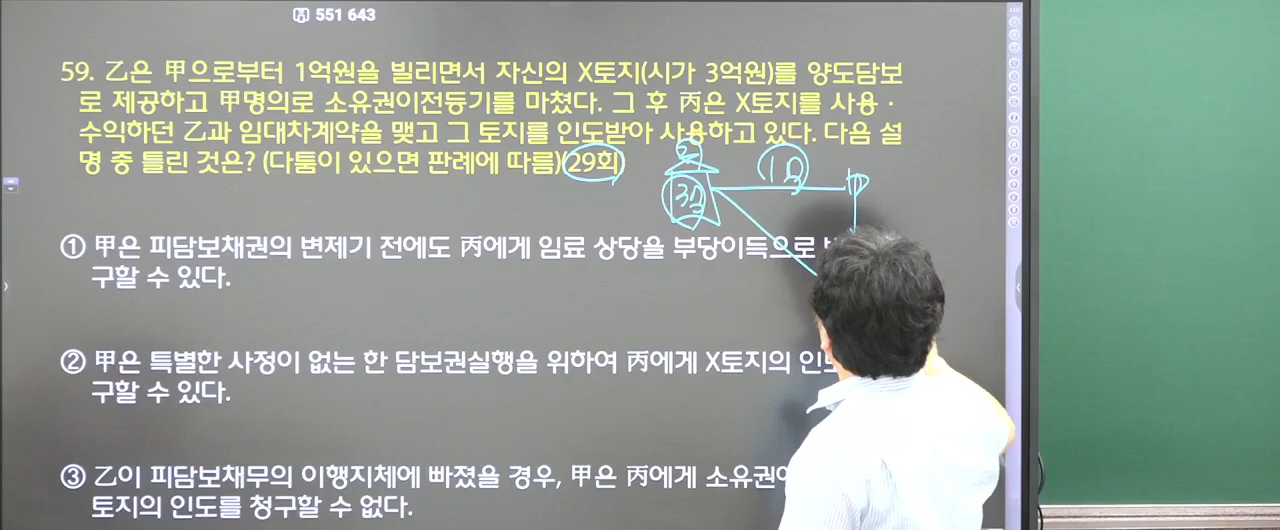 551 643
59. 乙은 甲으로부터 1억원을 빌리면서 자신의 X토지(시가 3억원)를 양도담보
로 제공하고 甲명의로 소유권이전등기를 마쳤다. 그 후 丙은 X토지를 사용·
수익하던 乙과 임대차계약을 맺고 그 토지를 인도받아 사용하고 있다. 다음 설
명 중 틀린 것은? (다툼이 있으면 판례에 따름)(29회)
3억
1억
甲
① 甲은 피담보채권의 변제기 전에도 丙에게 임료 상당을 부당이득으로
구할 수 있다.
② 甲은 특별한 사정이 없는 한 담보권실행을 위하여 丙에게 X토지의
구할 수 있다.
③ 乙이 피담보채무의 이행지체에 빠졌을 경우, 甲은 丙에게
토지의 인도를 청구할 수 없다.